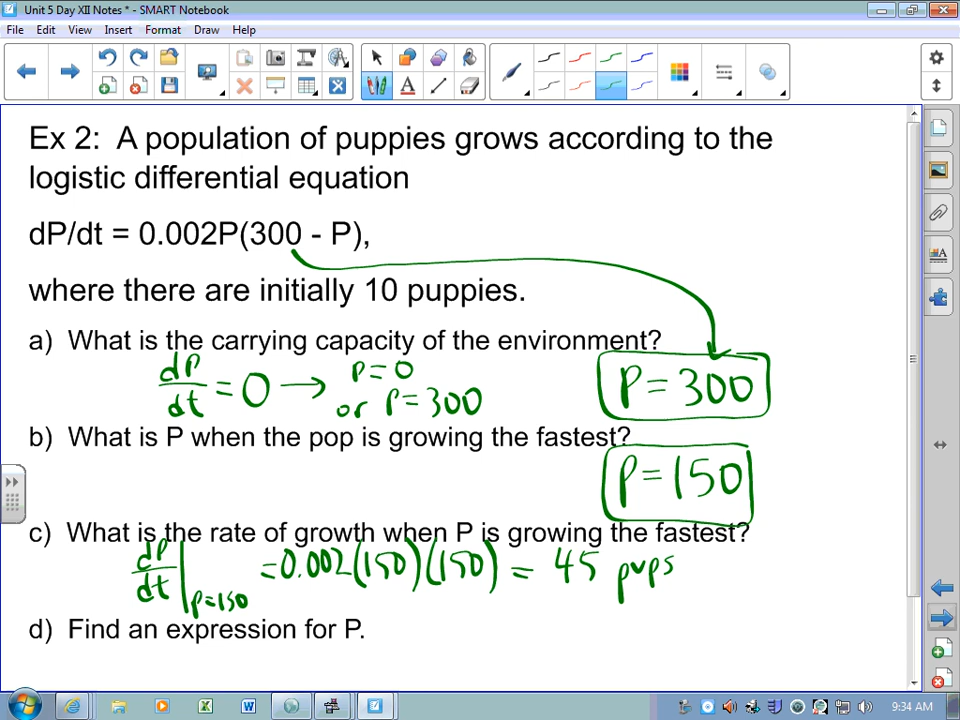 Unit 5 Day XII Notes * - SMART Notebook
File Edit View Insert Format Draw Help
Ex 2: A population of puppies grows according to the
logistic differential equation
dP/dt = 0.002P(300 - P),
where there are initially 10 puppies.
a) What is the carrying capacity of the environment?
dP/dt = 0 → P = 0
or P = 300
P = 300
b) What is P when the pop is growing the fastest?
P = 150
c) What is the rate of growth when P is growing the fastest?
dP/dt | P=150 = 0.002(150)(150) = 45 pups
d) Find an expression for P.
9:34 AM